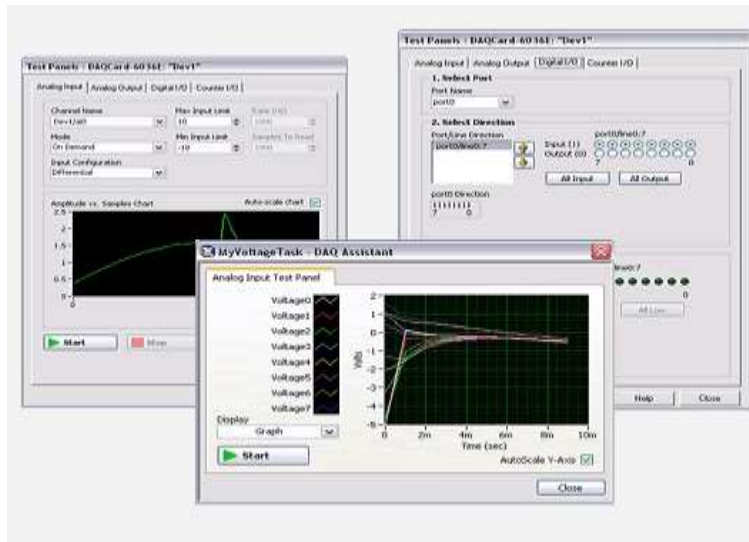 Test Panels : DAQCard-6036E: "Dev1"
Analog Input Analog Output Digital I/O Counter I/O
Channel Name
Dev1/ai0
Max Input Limit
10
Rate (Hz)
1000
Mode
On Demand
Min Input Limit
-10
Samples To Read
1000
Input Configuration
Differential
Amplitude vs. Samples Chart
Auto-scale chart
2.5
2
1.5
1
0.5
0
0
Start
Stop
Test Panels : DAQCard-6036E: "Dev1"
Analog Input Analog Output Digital I/O Counter I/O
1. Select Port
Port Name
port0
2. Select Direction
Port/Line Direction
port0/line0:7
port0/line0:7
Input (1)
Output (0)
7 0
All Input All Output
port0 Direction
7 0
0
All Low
Help Close
MyVoltageTask - DAQ Assistant
Analog Input Test Panel
Voltage0
Voltage1
Voltage2
Voltage3
Voltage4
Voltage5
Voltage6
Voltage7
Display
Graph
Start
Volts
2
1
0
-1
-2
-3
-4
-5
0 2m 4m 6m 8m 10m
Time (sec)
AutoScale Y-Axis
Close